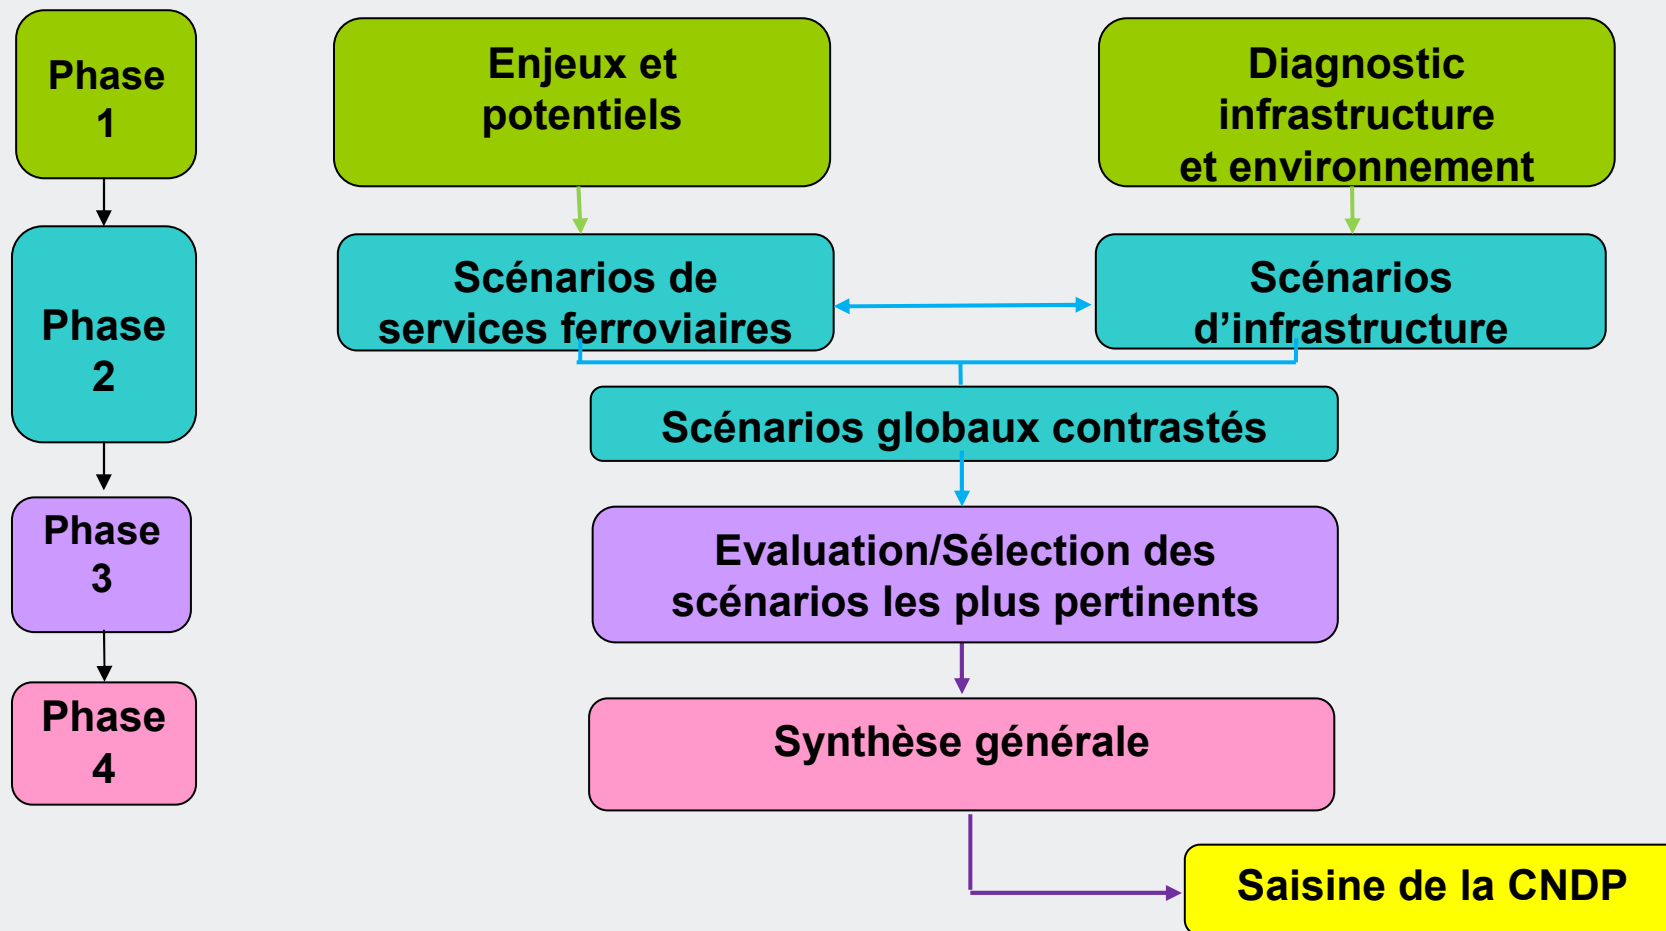 Phase
1
Enjeux et
potentiels
Diagnostic
infrastructure
et environnement
Phase
2
Scénarios de
services ferroviaires
Scénarios
d’infrastructure
Scénarios globaux contrastés
Phase
3
Evaluation/Sélection des
scénarios les plus pertinents
Phase
4
Synthèse générale
Saisine de la CNDP